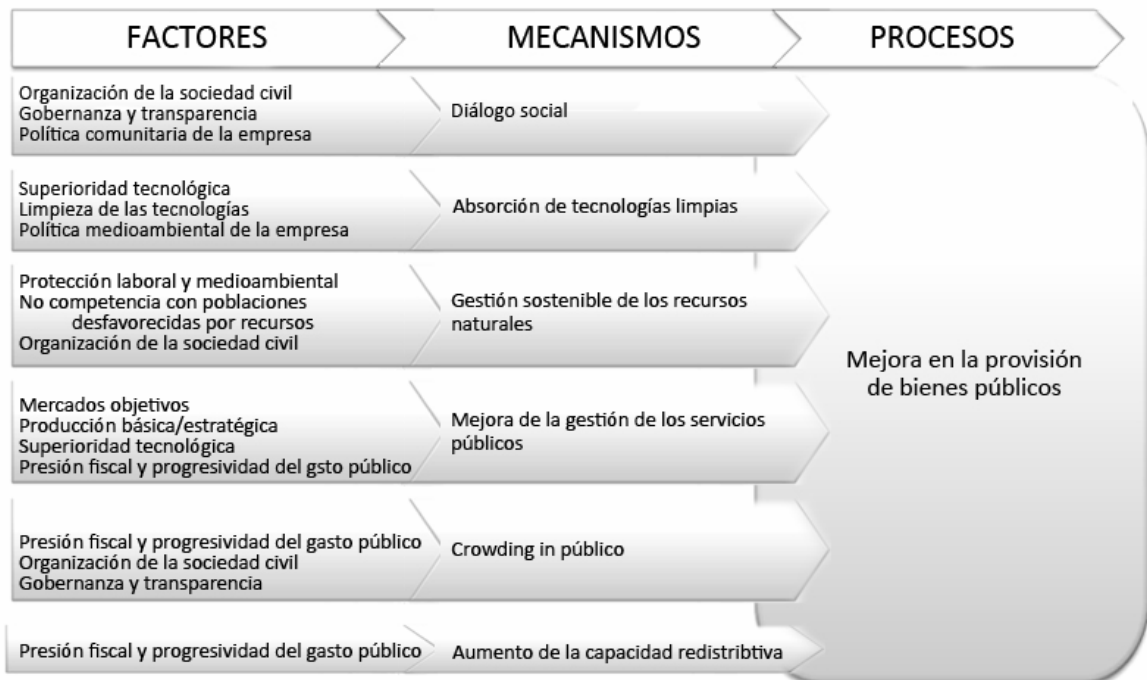 FACTORES
MECANISMOS
PROCESOS
Organización de la sociedad civil
Gobernanza y transparencia
Política comunitaria de la empresa
Diálogo social
Superioridad tecnológica
Limpieza de las tecnologías
Política medioambiental de la empresa
Absorción de tecnologías limpias
Protección laboral y medioambiental
No competencia con poblaciones
desfavorecidas por recursos
Organización de la sociedad civil
Gestión sostenible de los recursos
naturales
Mercados objetivos
Producción básica/estratégica
Superioridad tecnológica
Presión fiscal y progresividad del gsto público
Mejora de la gestión de los servicios
públicos
Presión fiscal y progresividad del gasto público
Organización de la sociedad civil
Gobernanza y transparencia
Crowding in público
Presión fiscal y progresividad del gasto público
Aumento de la capacidad redistribtiva
Mejora en la provisión
de bienes públicos